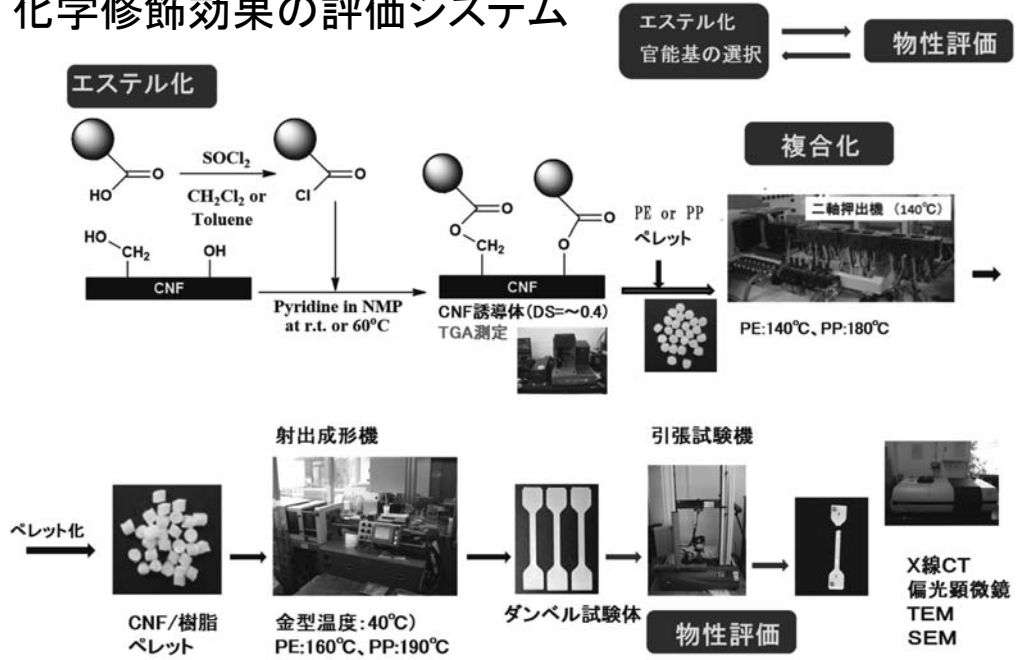 化学修飾効果の評価システム
エステル化
官能基の選択
物性評価
エステル化
HO
O
SOCl2
CH2Cl2 or
Toluene
Cl
O
HO
CH2
OH
CNF
Pyridine in NMP
at r.t. or 60℃
O
O
CH2
O
O
CNF
CNF誘導体(DS=~0.4)
TGA測定
PE or PP
ペレット
複合化
二軸押出機 (140℃)
PE:140℃、PP:180℃
ペレット化
CNF/樹脂
ペレット
射出成形機
金型温度:40℃)
PE:160℃、PP:190℃
ダンベル試験体
引張試験機
物性評価
X線CT
偏光顕微鏡
TEM
SEM